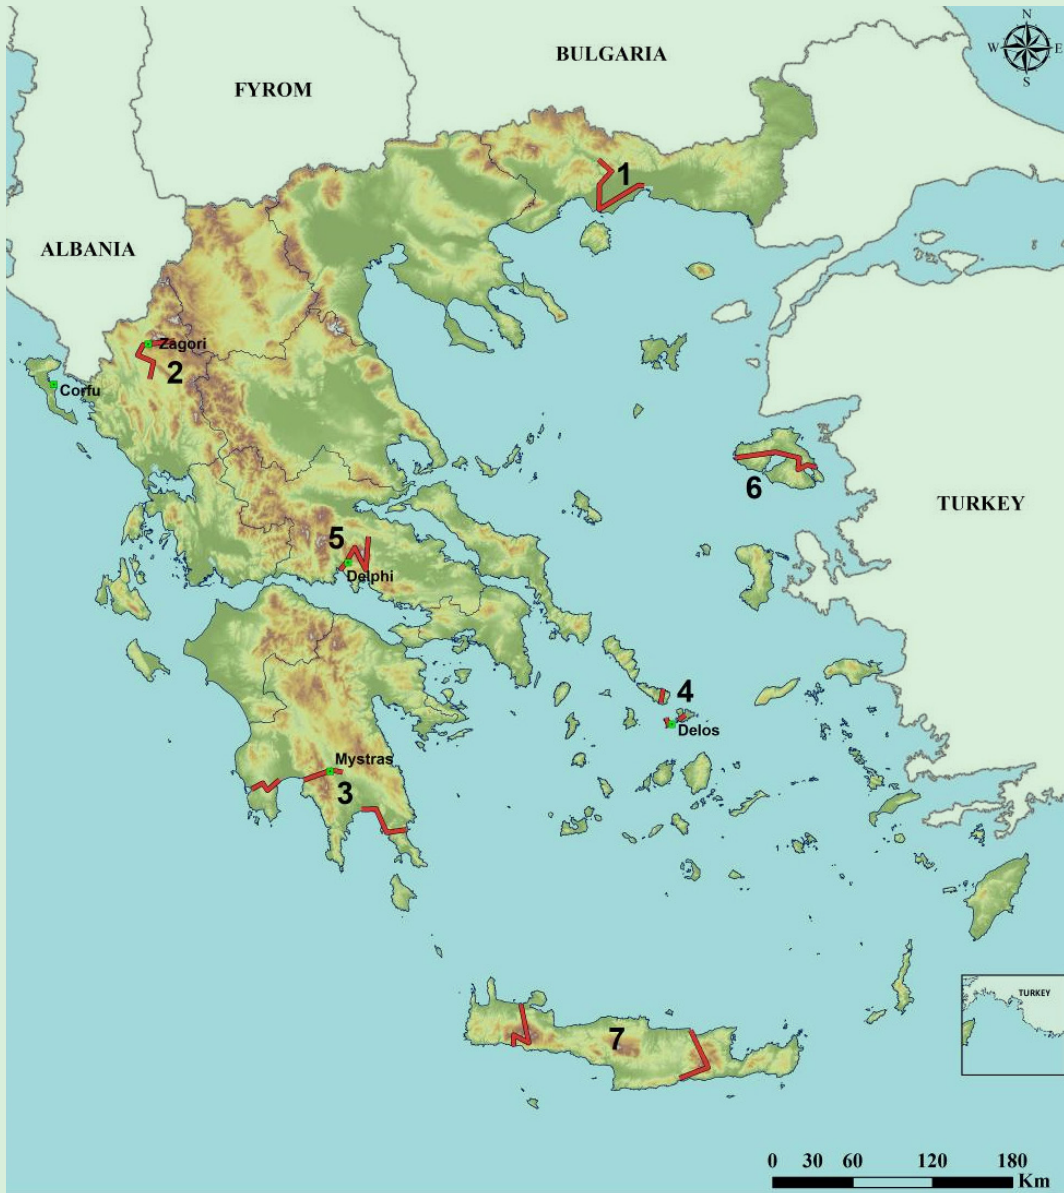 N
W E
S
BULGARIA
FYROM
1
ALBANIA
Zagori
2
Corfu
6
TURKEY
5
Delphi
4
Delos
Mystras
3
TURKEY
7
0 30 60 120 180
Km